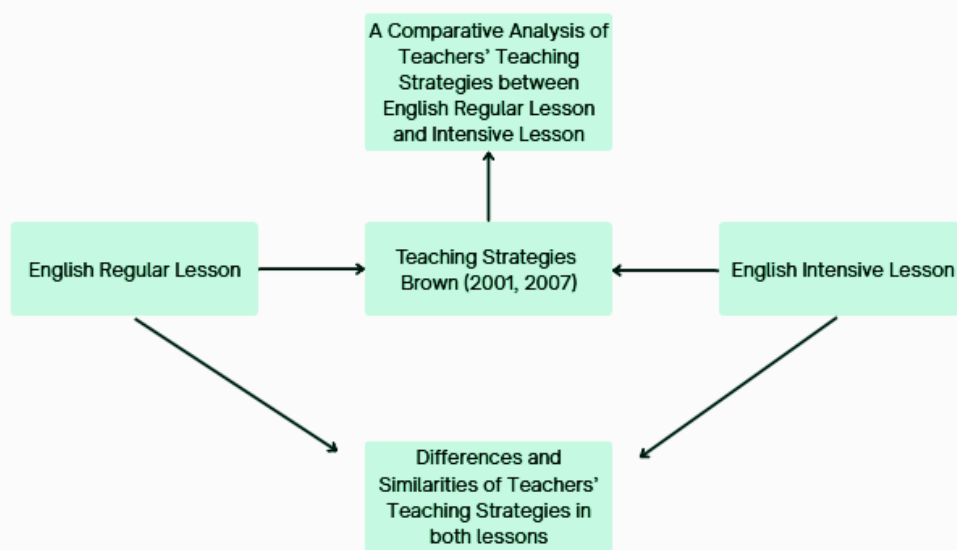 A Comparative Analysis of
Teachers’ Teaching
Strategies between
English Regular Lesson
and Intensive Lesson
English Regular Lesson
Teaching Strategies
Brown (2001, 2007)
English Intensive Lesson
Differences and
Similarities of Teachers’
Teaching Strategies in
both lessons